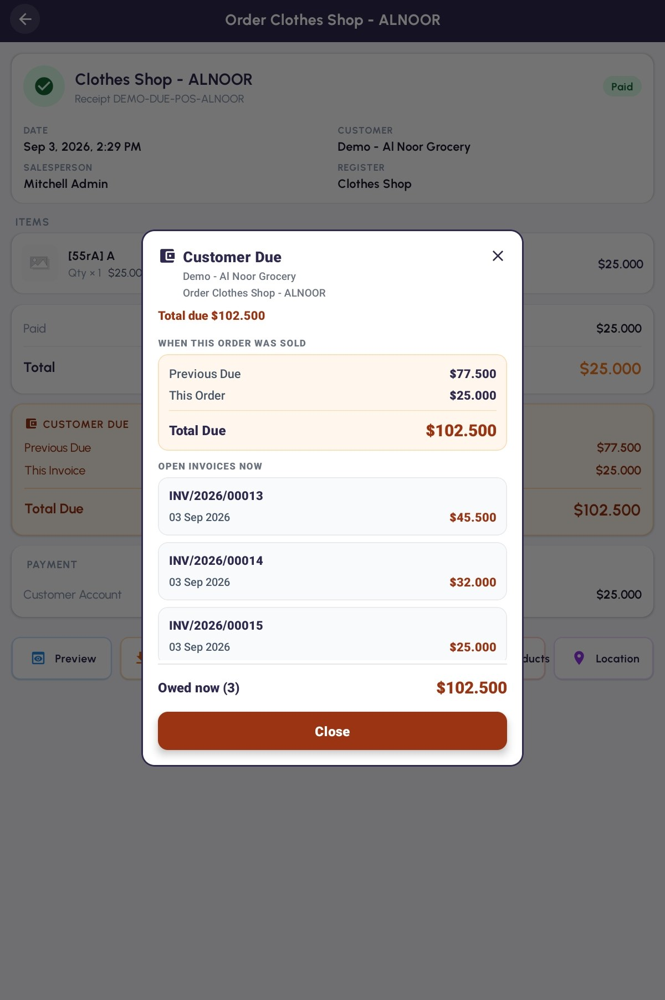 Order Clothes Shop - ALNOOR
Clothes Shop - ALNOOR
Receipt DEMO-DUE-POS-ALNOOR
Paid
DATE
Sep 3, 2026, 2:29 PM
CUSTOMER
Demo - Al Noor Grocery
SALESPERSON
Mitchell Admin
REGISTER
Clothes Shop
ITEMS
[55rA] A
Qty × 1 $25.00
$25.000
Paid
$25.000
Total
$25.000
CUSTOMER DUE
Previous Due
$77.500
This Invoice
$25.000
Total Due
$102.500
PAYMENT
Customer Account
$25.000
Preview
ducts
Location
Customer Due
Demo - Al Noor Grocery
Order Clothes Shop - ALNOOR
Total due $102.500
WHEN THIS ORDER WAS SOLD
Previous Due $77.500
This Order $25.000
Total Due $102.500
OPEN INVOICES NOW
INV/2026/00013
03 Sep 2026 $45.500
INV/2026/00014
03 Sep 2026 $32.000
INV/2026/00015
03 Sep 2026 $25.000
Owed now (3) $102.500
Close